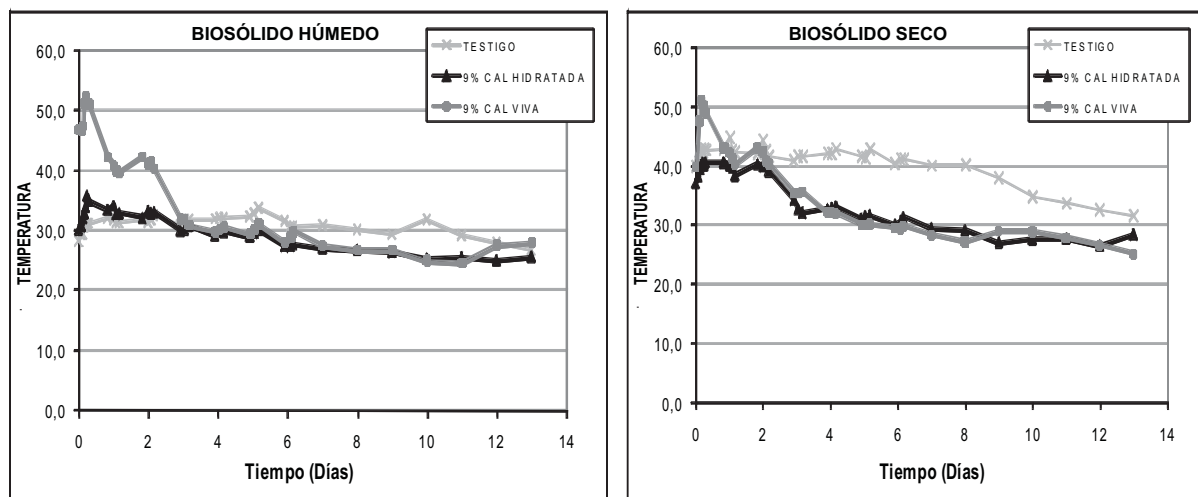 BIOSÓLIDO HÚMEDO
TESTIGO
9% CAL HIDRATADA
9% CAL VIVA
60,0
50,0
40,0
30,0
20,0
10,0
0,0
TEMPERATURA
0 2 4 6 8 10 12 14
Tiempo (Días)
BIOSÓLIDO SECO
TESTIGO
9% CAL HIDRATADA
9% CAL VIVA
60,0
50,0
40,0
30,0
20,0
10,0
0,0
TEMPERATURA
0 2 4 6 8 10 12 14
Tiempo (Días)